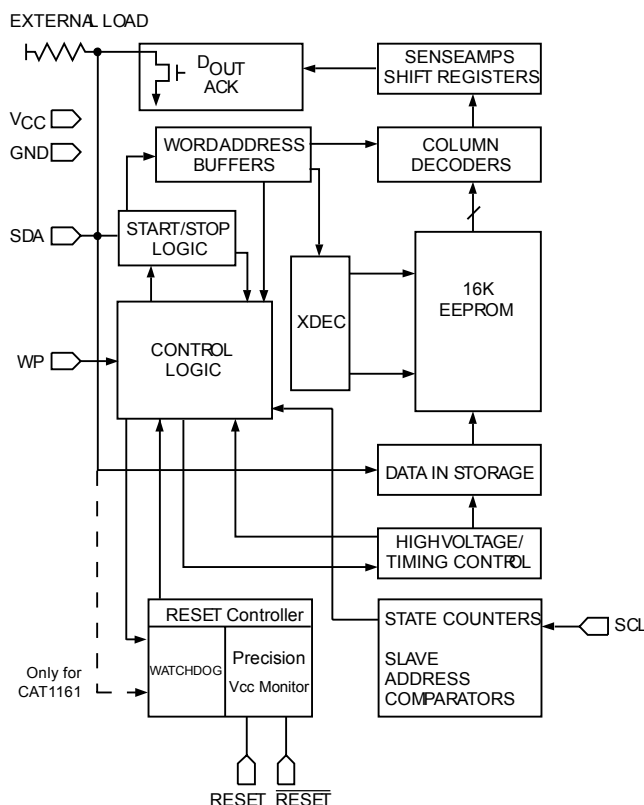 EXTERNAL LOAD
DOUT
ACK
SENSEAMPS
SHIFT REGISTERS
VCC
GND
WORDADDRESS
BUFFERS
COLUMN
DECODERS
SDA
START/STOP
LOGIC
16K
EEPROM
XDEC
WP
CONTROL
LOGIC
DATA IN STORAGE
HIGHVOLTAGE/
TIMING CONTROL
RESET Controller
WATCHDOG
Precision
Vcc Monitor
STATE COUNTERS
SLAVE
ADDRESS
COMPARATORS
SCL
Only for
CAT1161
RESET
RESET